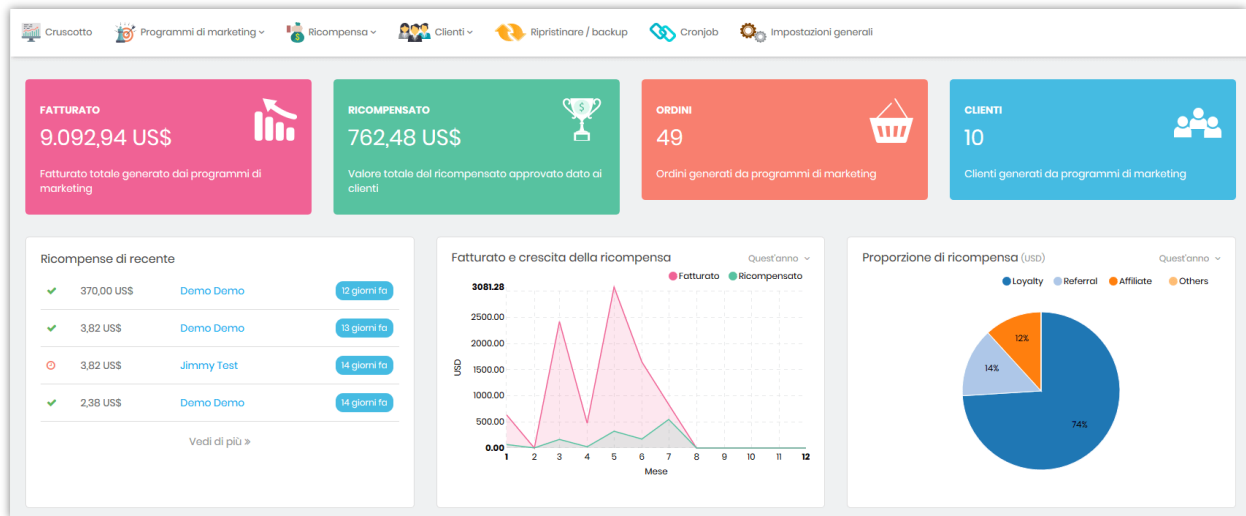 Cruscotto
Programmi di marketing
Ricompensa
Clienti
Ripristinare / backup
Cronjob
Impostazioni generali
FATTURATO
9.092,94 US$
Fatturato totale generato dai programmi di
marketing
RICOMPENSATO
762,48 US$
Valore totale del ricompensato approvato dato ai
clienti
ORDINI
49
Ordini generati da programmi di marketing
CLIENTI
10
Clienti generati da programmi di marketing
Ricompense di recente
370,00 US$ Demo Demo 12 giorni fa
3,82 US$ Demo Demo 13 giorni fa
3,82 US$ Jimmy Test 14 giorni fa
2,38 US$ Demo Demo 14 giorni fa
Vedi di più »
Fatturato e crescita della ricompensa
Quest'anno
Fatturato Ricompensato
3081.28
2500.00
2000.00
1500.00
1000.00
500.00
0.00
USD
1 2 3 4 5 6 7 8 9 10 11 12
Mese
Proporzione di ricompensa (USD)
Quest'anno
Loyalty Referral Affiliate Others
12%
14%
74%